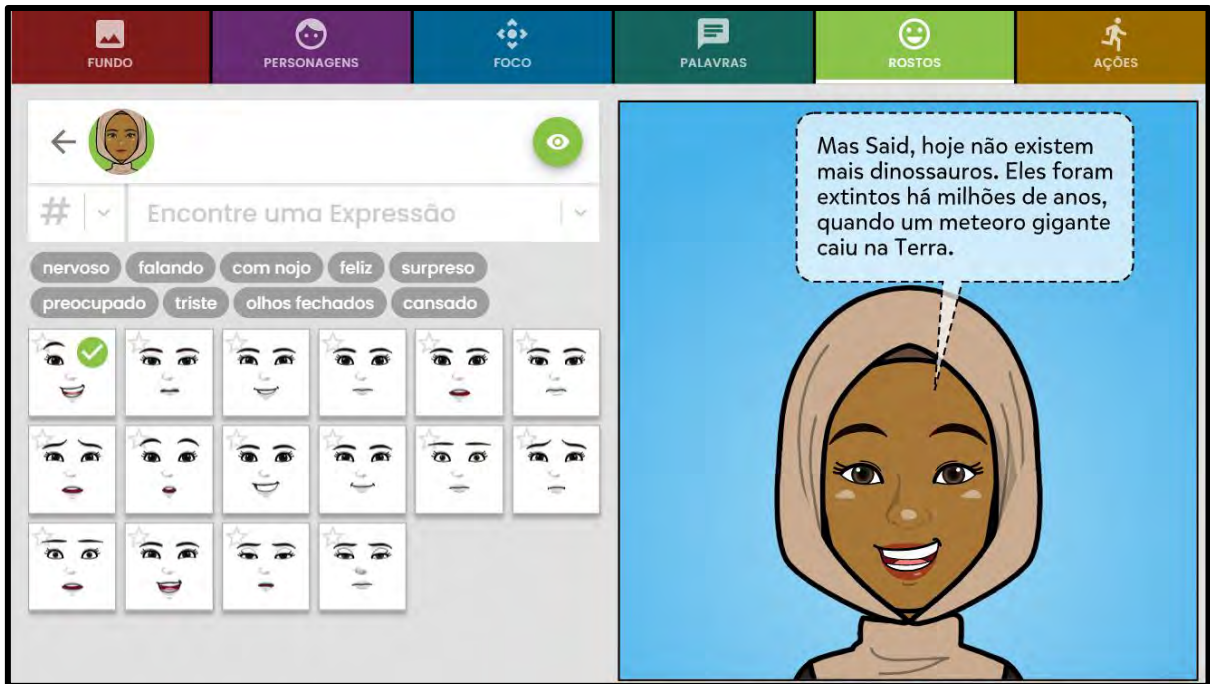 FUNDO
PERSONAGENS
FOCO
PALAVRAS
ROSTOS
AÇÕES
#
Encontre uma Expressão
nervoso falando com nojo feliz surpreso
preocupado triste olhos fechados cansado
Mas Said, hoje não existem
mais dinossauros. Eles foram
extintos há milhões de anos,
quando um meteoro gigante
caiu na Terra.